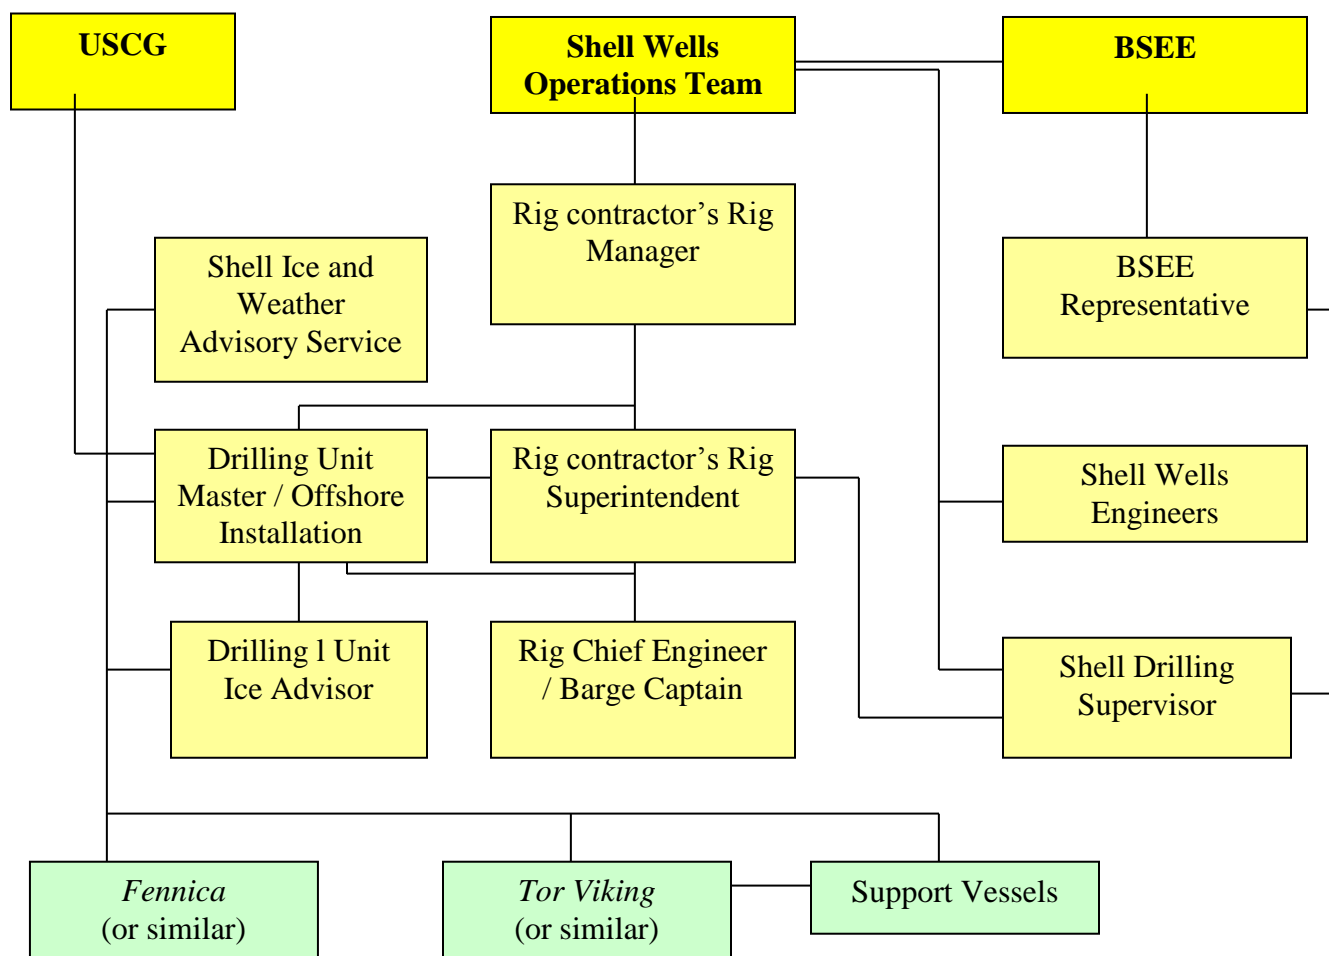 USCG
Shell Wells
Operations Team
BSEE
Rig contractor’s Rig
Manager
Shell Ice and
Weather
Advisory Service
BSEE
Representative
Drilling Unit
Master / Offshore
Installation
Rig contractor’s Rig
Superintendent
Shell Wells
Engineers
Drilling l Unit
Ice Advisor
Rig Chief Engineer
/ Barge Captain
Shell Drilling
Supervisor
Fennica
(or similar)
Tor Viking
(or similar)
Support Vessels